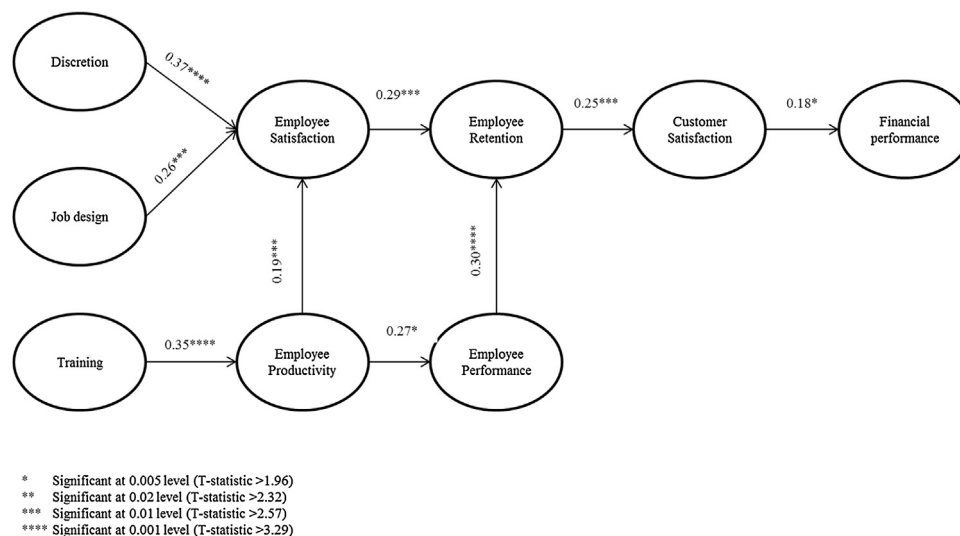 Discretion
0.37****
Employee
Satisfaction
0.29***
Employee
Retention
0.25***
Customer
Satisfaction
0.18*
Financial
performance
0.26***
Job design
0.19***
0.30****
Training
0.35****
Employee
Productivity
0.27*
Employee
Performance
* Significant at 0.005 level (T-statistic >1.96)
** Significant at 0.02 level (T-statistic >2.32)
*** Significant at 0.01 level (T-statistic >2.57)
**** Significant at 0.001 level (T-statistic >3.29)